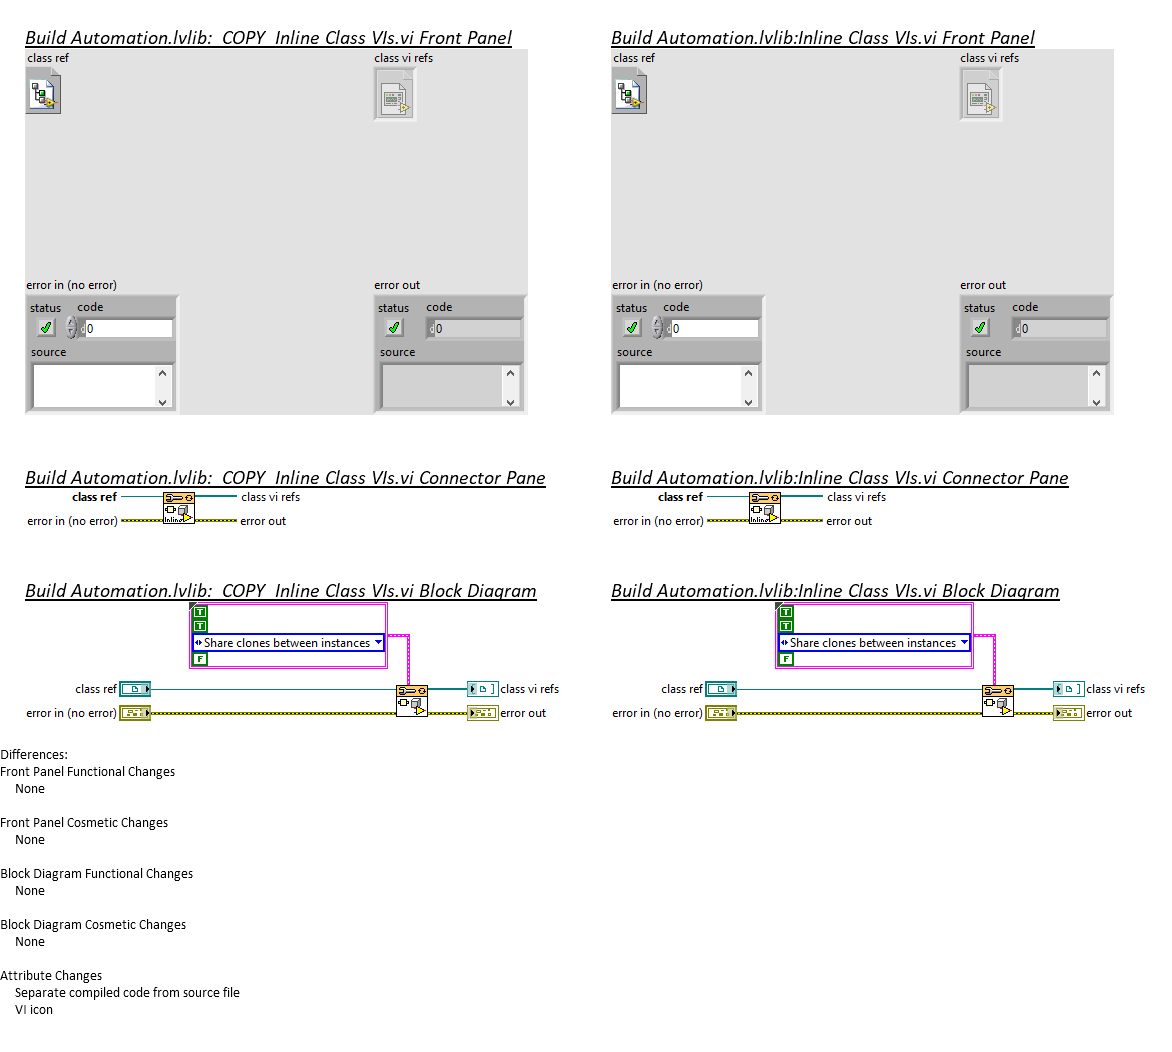 Build Automation.lvlib:_COPY_Inline Class VIs.vi Front Panel
class ref
class vi refs
error in (no error)
status
code
d
0
source
error out
status
code
d
0
source
Build Automation.lvlib:Inline Class VIs.vi Front Panel
class ref
class vi refs
error in (no error)
status
code
d
0
source
error out
status
code
d
0
source
Build Automation.lvlib:_COPY_Inline Class VIs.vi Connector Pane
class ref
class vi refs
Inline
error in (no error)
error out
Build Automation.lvlib:Inline Class VIs.vi Connector Pane
class ref
class vi refs
Inline
error in (no error)
error out
Build Automation.lvlib:_COPY_Inline Class VIs.vi Block Diagram
T
T
Share clones between instances
F
class ref
class vi refs
error in (no error)
error out
Build Automation.lvlib:Inline Class VIs.vi Block Diagram
T
T
Share clones between instances
F
class ref
class vi refs
error in (no error)
error out
Differences:
Front Panel Functional Changes
None
Front Panel Cosmetic Changes
None
Block Diagram Functional Changes
None
Block Diagram Cosmetic Changes
None
Attribute Changes
Separate compiled code from source file
VI icon